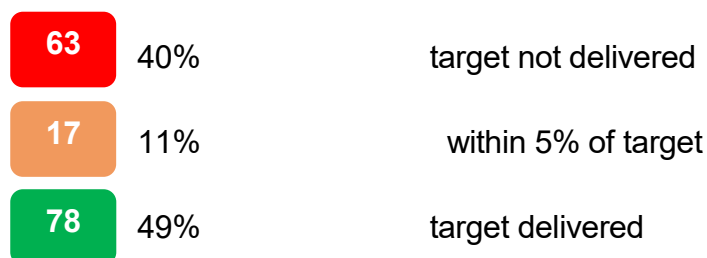 63 40% target not delivered
17 11% within 5% of target
78 49% target delivered